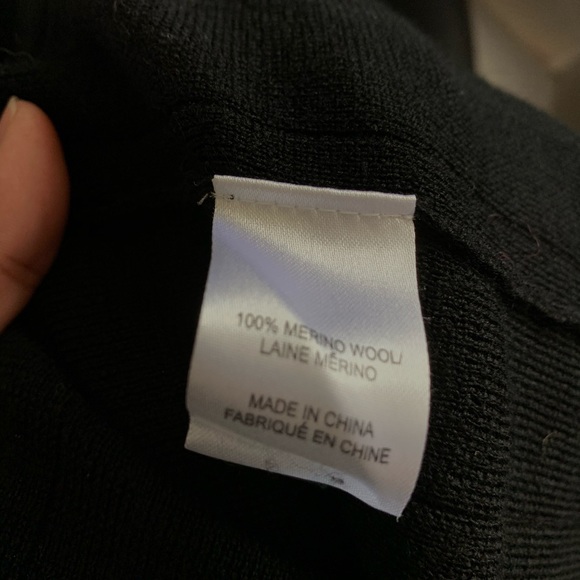 100% MERINO WOOL/
LAINE MÉRINO
MADE IN CHINA
FABRIQUÉ EN CHINE